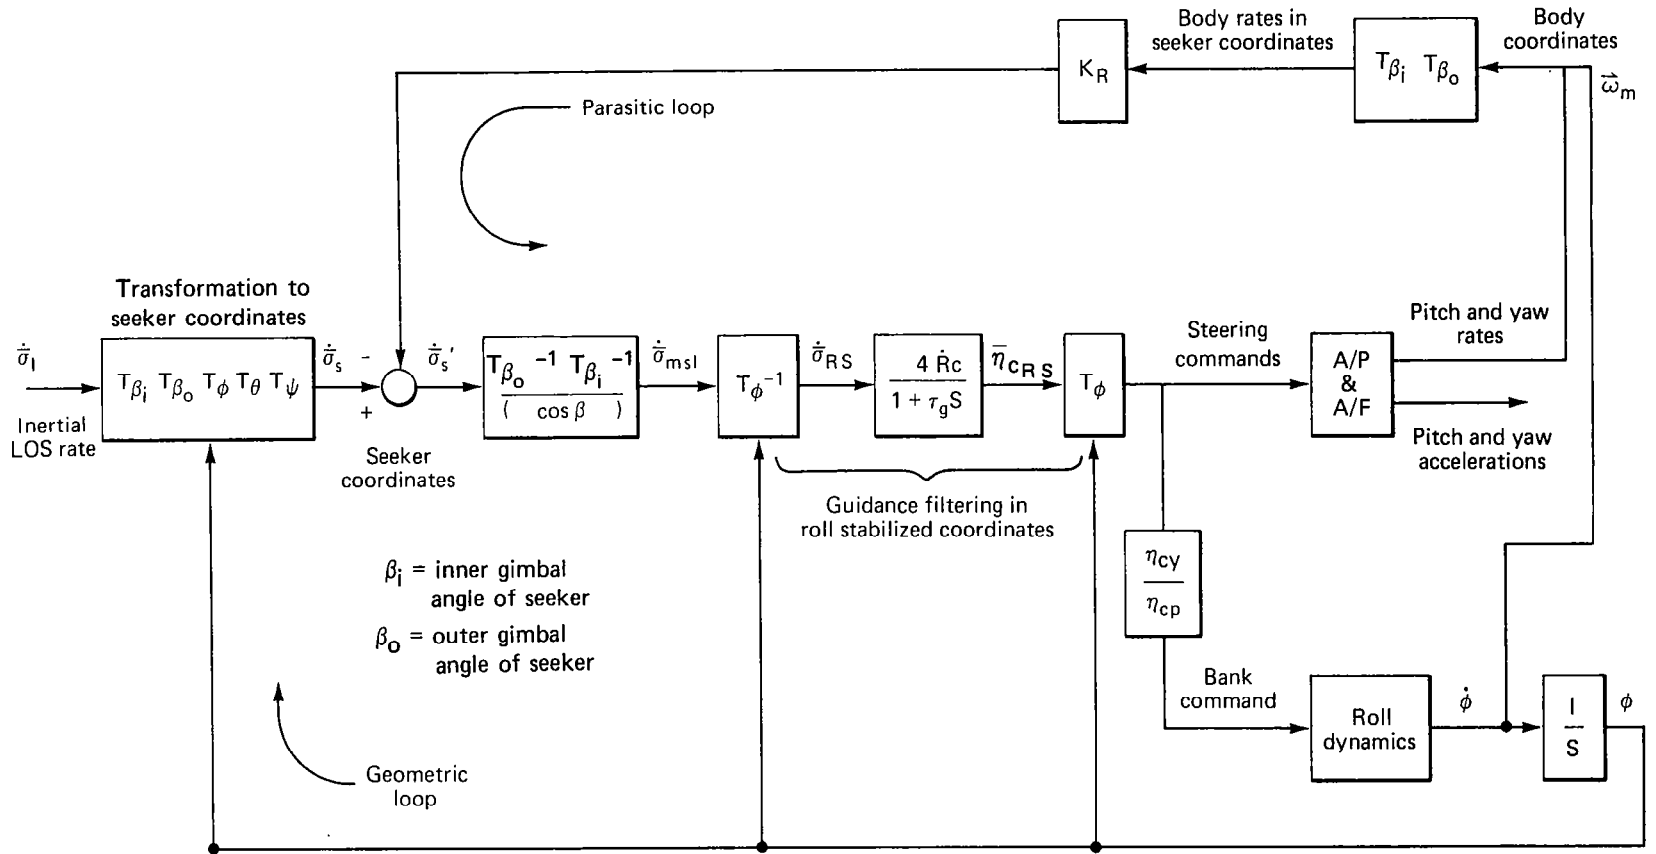 Body rates in
seeker coordinates
Body
coordinates
K_R
T_βi T_βo
ω⃗_m
Parasitic loop
Transformation to
seeker coordinates
σ̄̇_I
Inertial
LOS rate
T_βi T_βo T_ϕ T_θ T_ψ
σ̄̇_s
-
+
σ̄̇_s'
Seeker
coordinates
T_βo⁻¹ T_βi⁻¹
( cos β )
σ̄̇_msl
T_ϕ⁻¹
σ̄̇_RS
4 Ṙc
1 + τ_g S
η̄_cRS
T_ϕ
Guidance filtering in
roll stabilized coordinates
Steering
commands
A/P
&
A/F
Pitch and yaw
rates
Pitch and yaw
accelerations
β_i = inner gimbal
angle of seeker
β_o = outer gimbal
angle of seeker
η_cy
η_cp
Bank
command
Roll
dynamics
ϕ̇
I
S
ϕ
Geometric
loop